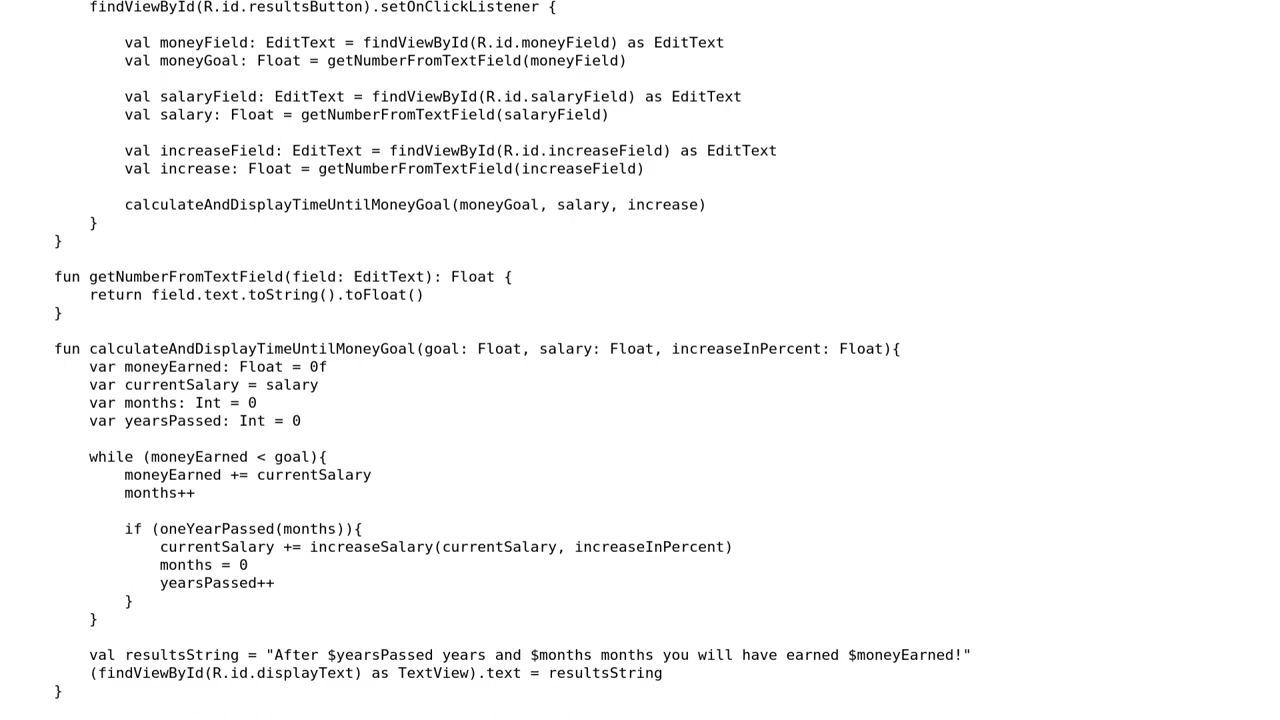 findViewById(R.id.resultsButton).setOnClickListener {
val moneyField: EditText = findViewById(R.id.moneyField) as EditText
val moneyGoal: Float = getNumberFromTextField(moneyField)
val salaryField: EditText = findViewById(R.id.salaryField) as EditText
val salary: Float = getNumberFromTextField(salaryField)
val increaseField: EditText = findViewById(R.id.increaseField) as EditText
val increase: Float = getNumberFromTextField(increaseField)
calculateAndDisplayTimeUntilMoneyGoal(moneyGoal, salary, increase)
}
}
fun getNumberFromTextField(field: EditText): Float {
return field.text.toString().toFloat()
}
fun calculateAndDisplayTimeUntilMoneyGoal(goal: Float, salary: Float, increaseInPercent: Float){
var moneyEarned: Float = 0f
var currentSalary = salary
var months: Int = 0
var yearsPassed: Int = 0
while (moneyEarned < goal){
moneyEarned += currentSalary
months++
if (oneYearPassed(months)){
currentSalary += increaseSalary(currentSalary, increaseInPercent)
months = 0
yearsPassed++
}
}
val resultsString = "After $yearsPassed years and $months months you will have earned $moneyEarned!"
(findViewById(R.id.displayText) as TextView).text = resultsString
}